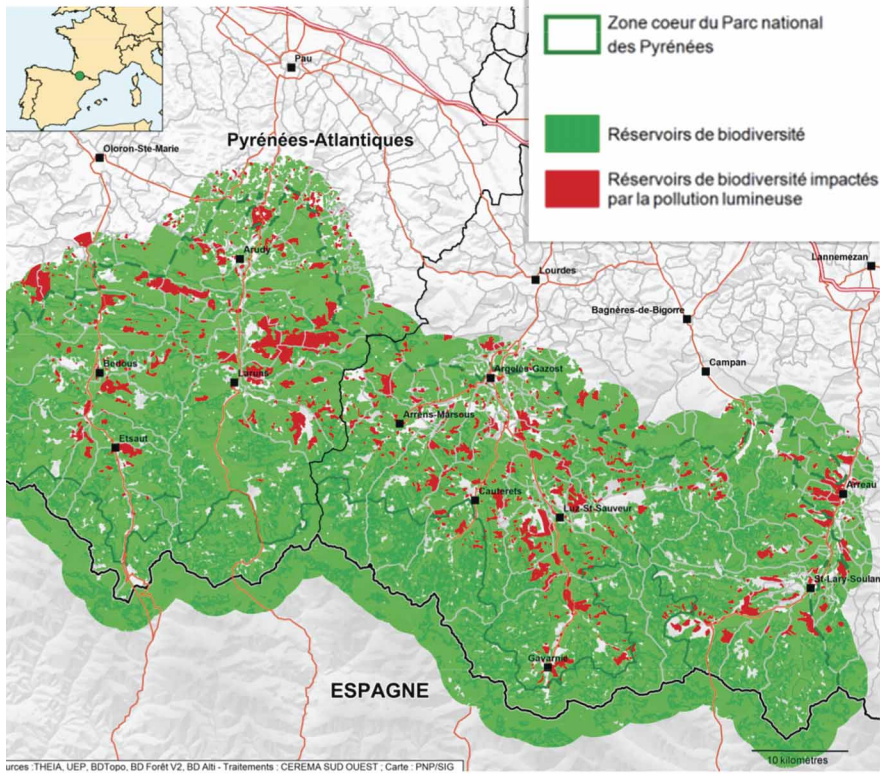 Zone coeur du Parc national
des Pyrénées
Réservoirs de biodiversité
Réservoirs de biodiversité impactés
par la pollution lumineuse
Pau
Pyrénées-Atlantiques
Oloron-Ste-Marie
Arudy
Lourdes
Lannemezan
Bagnères-de-Bigorre
Bedous
Laruns
Argelès-Gazost
Campan
Arrens-Marsous
Etsaut
Cauterets
Luz-St-Sauveur
Arreau
St-Lary-Soulan
Gavarnie
ESPAGNE
10 kilomètres
urces :THEIA, UEP, BDTopo, BD Forêt V2, BD Alti - Traitements : CEREMA SUD OUEST ; Carte : PNP/SIG